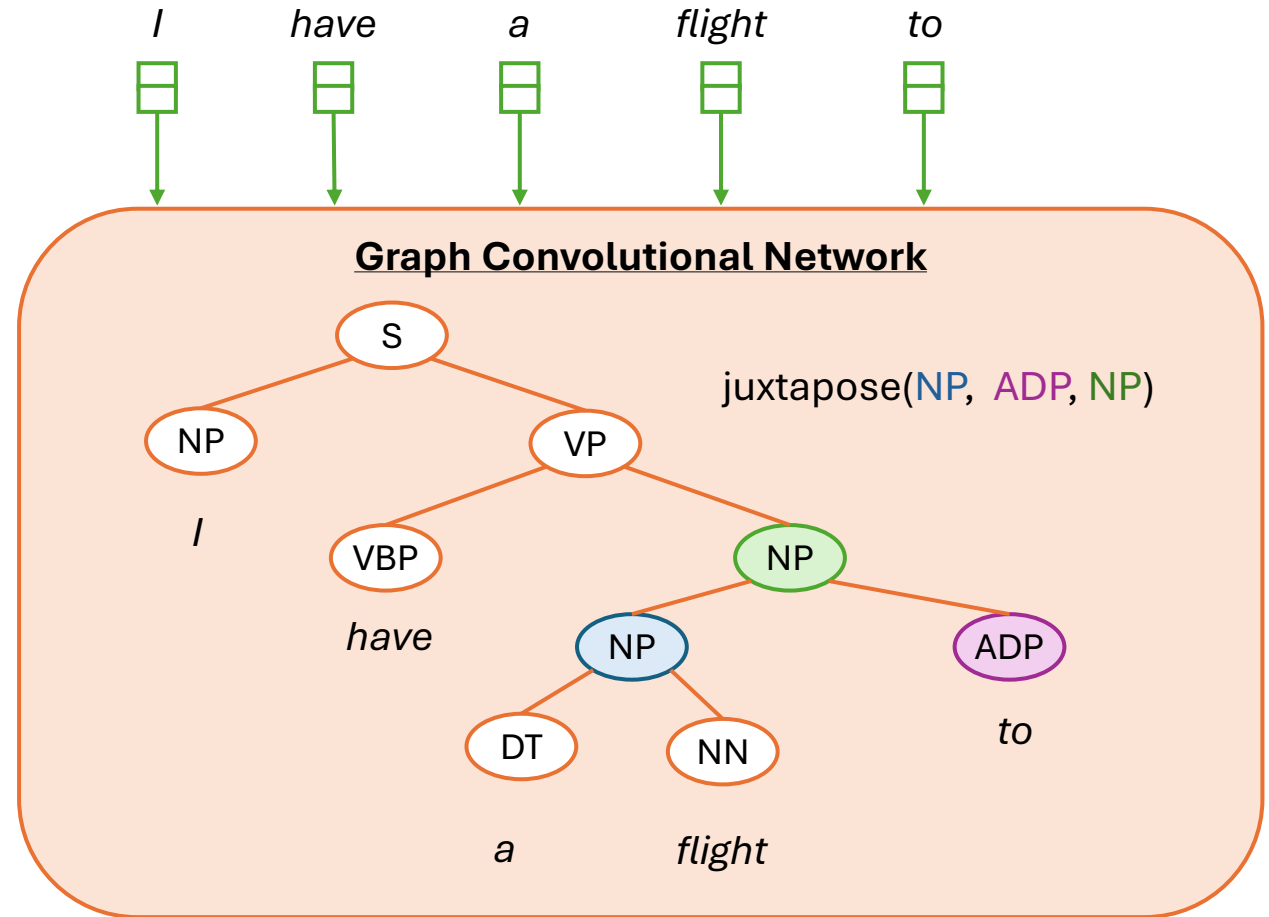 I have a flight to
Graph Convolutional Network
S
juxtapose(NP, ADP, NP)
NP VP
I
VBP NP
have
NP ADP
to
DT NN
a flight